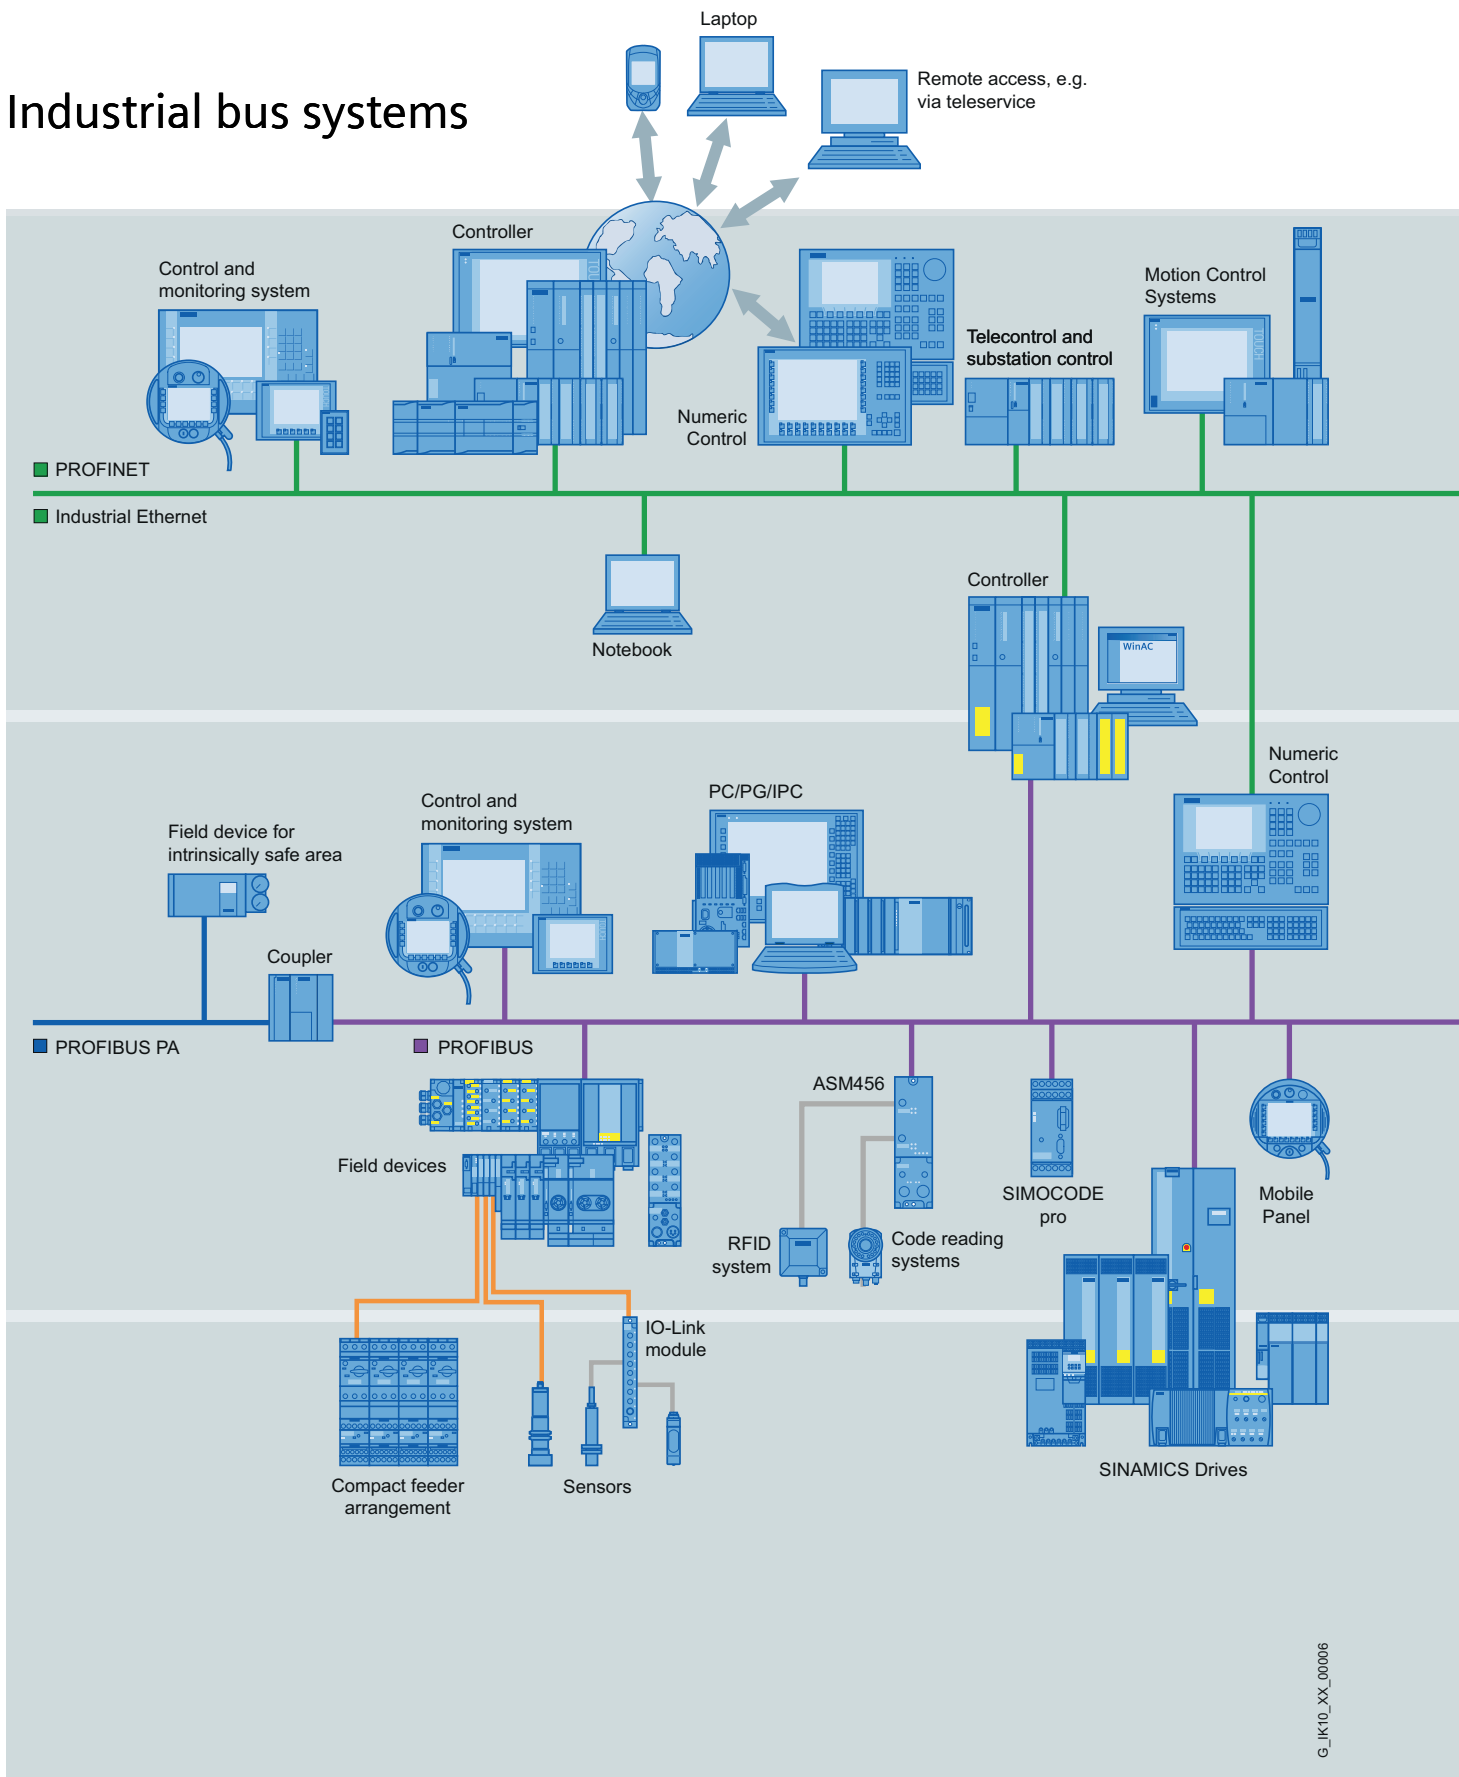 Laptop
Remote access, e.g.
via teleservice
Industrial bus systems
Controller
Control and
monitoring system
Motion Control
Systems
Telecontrol and
substation control
Numeric
Control
PROFINET
Industrial Ethernet
Controller
Notebook
WinAC
Numeric
Control
PC/PG/IPC
Control and
monitoring system
Field device for
intrinsically safe area
Coupler
PROFIBUS PA
PROFIBUS
ASM456
Field devices
SIMOCODE
pro
Mobile
Panel
RFID
system
Code reading
systems
IO-Link
module
Compact feeder
arrangement
Sensors
SINAMICS Drives
G_IK10_XX_00006